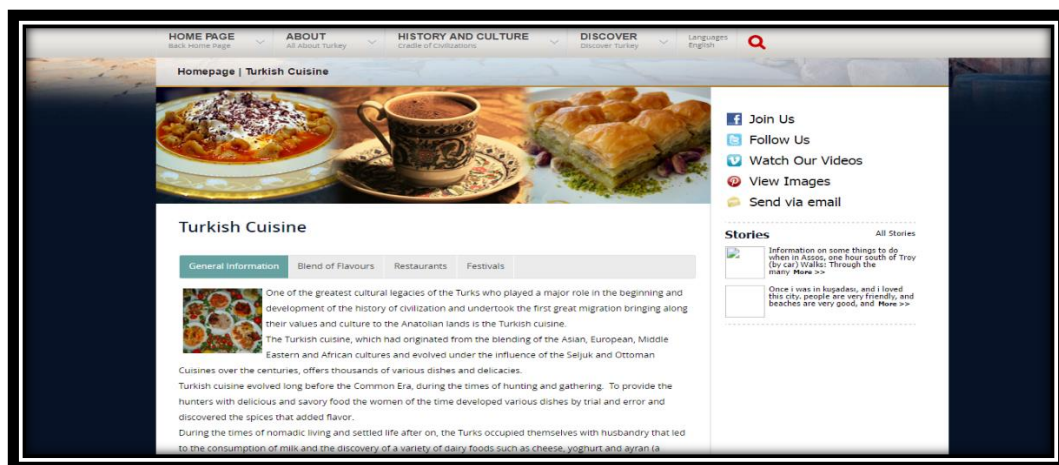 HOME PAGE
Back Home Page
ABOUT
All About Turkey
HISTORY AND CULTURE
Cradle of Civilizations
DISCOVER
Discover Turkey
Languages
English
Homepage | Turkish Cuisine
Join Us
Follow Us
Watch Our Videos
View Images
Send via email
Turkish Cuisine
General Information
Blend of Flavours
Restaurants
Festivals
One of the greatest cultural legacies of the Turks who played a major role in the beginning and
development of the history of civilization and undertook the first great migration bringing along
their values and culture to the Anatolian lands is the Turkish cuisine.
The Turkish cuisine, which had originated from the blending of the Asian, European, Middle
Eastern and African cultures and evolved under the influence of the Seljuk and Ottoman
Cuisines over the centuries, offers thousands of various dishes and delicacies.
Turkish cuisine evolved long before the Common Era, during the times of hunting and gathering. To provide the
hunters with delicious and savory food the women of the time developed various dishes by trial and error and
discovered the spices that added flavor.
During the times of nomadic living and settled life after on, the Turks occupied themselves with husbandry that led
to the consumption of milk and the discovery of a variety of dairy foods such as cheese, yoghurt and ayran (a
Stories
All Stories
Information on some things to do
when in Assos, one hour south of Troy
(by car) Walks: Through the
many More >>
Once i was in kuşadası, and i loved
this city, people are very friendly, and
beaches are very good, and More >>